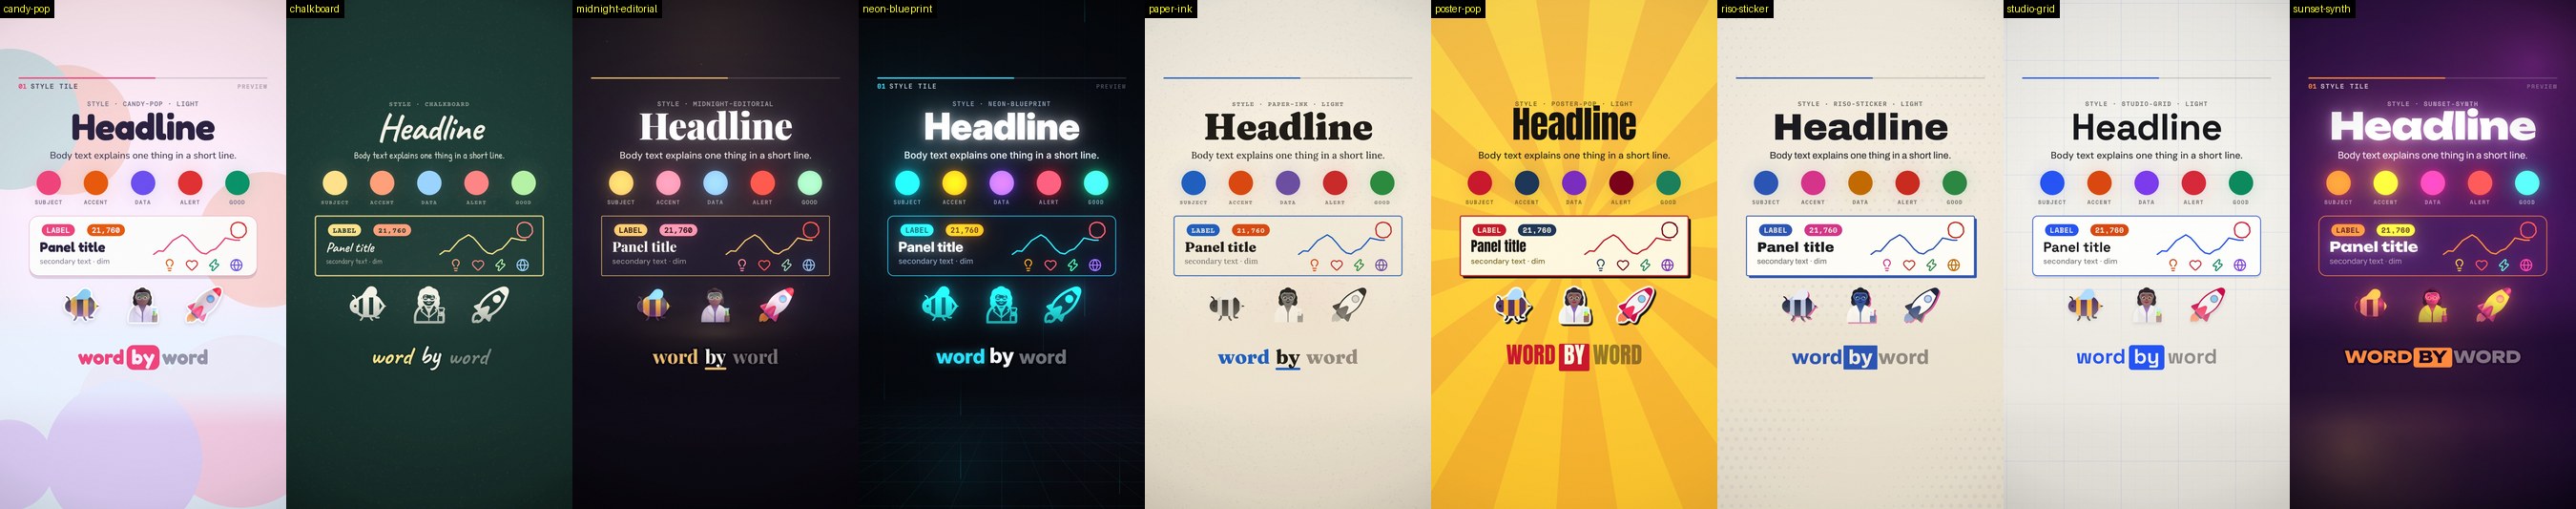 candy-pop
01 STYLE TILE PREVIEW
STYLE · CANDY-POP · LIGHT
Headline
Body text explains one thing in a short line.
SUBJECT ACCENT DATA ALERT GOOD
LABEL 21,760
Panel title
secondary text · dim
word by word
chalkboard
STYLE · CHALKBOARD
Headline
Body text explains one thing in a short line.
SUBJECT ACCENT DATA ALERT GOOD
LABEL 21,760
Panel title
secondary text · dim
word by word
midnight-editorial
STYLE · MIDNIGHT-EDITORIAL
Headline
Body text explains one thing in a short line.
SUBJECT ACCENT DATA ALERT GOOD
LABEL 21,760
Panel title
secondary text · dim
word by word
neon-blueprint
01 STYLE TILE PREVIEW
STYLE · NEON-BLUEPRINT
Headline
Body text explains one thing in a short line.
SUBJECT ACCENT DATA ALERT GOOD
LABEL 21,760
Panel title
secondary text · dim
word by word
paper-ink
STYLE · PAPER-INK · LIGHT
Headline
Body text explains one thing in a short line.
SUBJECT ACCENT DATA ALERT GOOD
LABEL 21,760
Panel title
secondary text · dim
word by word
poster-pop
STYLE · POSTER-POP · LIGHT
Headline
Body text explains one thing in a short line.
SUBJECT ACCENT DATA ALERT GOOD
LABEL 21,760
Panel title
secondary text · dim
WORD BY WORD
riso-sticker
STYLE · RISO-STICKER · LIGHT
Headline
Body text explains one thing in a short line.
SUBJECT ACCENT DATA ALERT GOOD
LABEL 21,760
Panel title
secondary text · dim
word by word
studio-grid
STYLE · STUDIO-GRID · LIGHT
Headline
Body text explains one thing in a short line.
SUBJECT ACCENT DATA ALERT GOOD
LABEL 21,760
Panel title
secondary text · dim
word by word
sunset-synth
01 STYLE TILE PREVIEW
STYLE · SUNSET-SYNTH
Headline
Body text explains one thing in a short line.
SUBJECT ACCENT DATA ALERT GOOD
LABEL 21,760
Panel title
secondary text · dim
WORD BY WORD